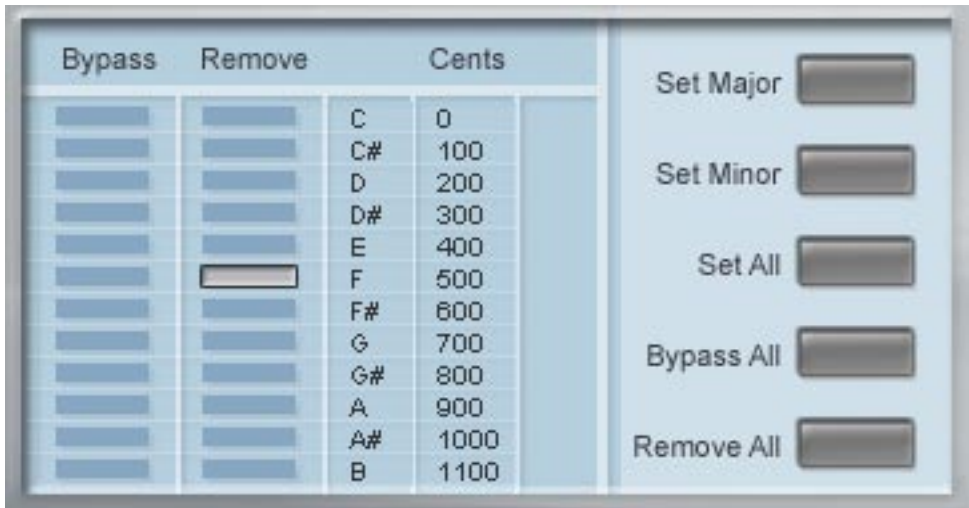 Bypass Remove Cents
C 0
C# 100
D 200
D# 300
E 400
F 500
F# 600
G 700
G# 800
A 900
A# 1000
B 1100
Set Major
Set Minor
Set All
Bypass All
Remove All